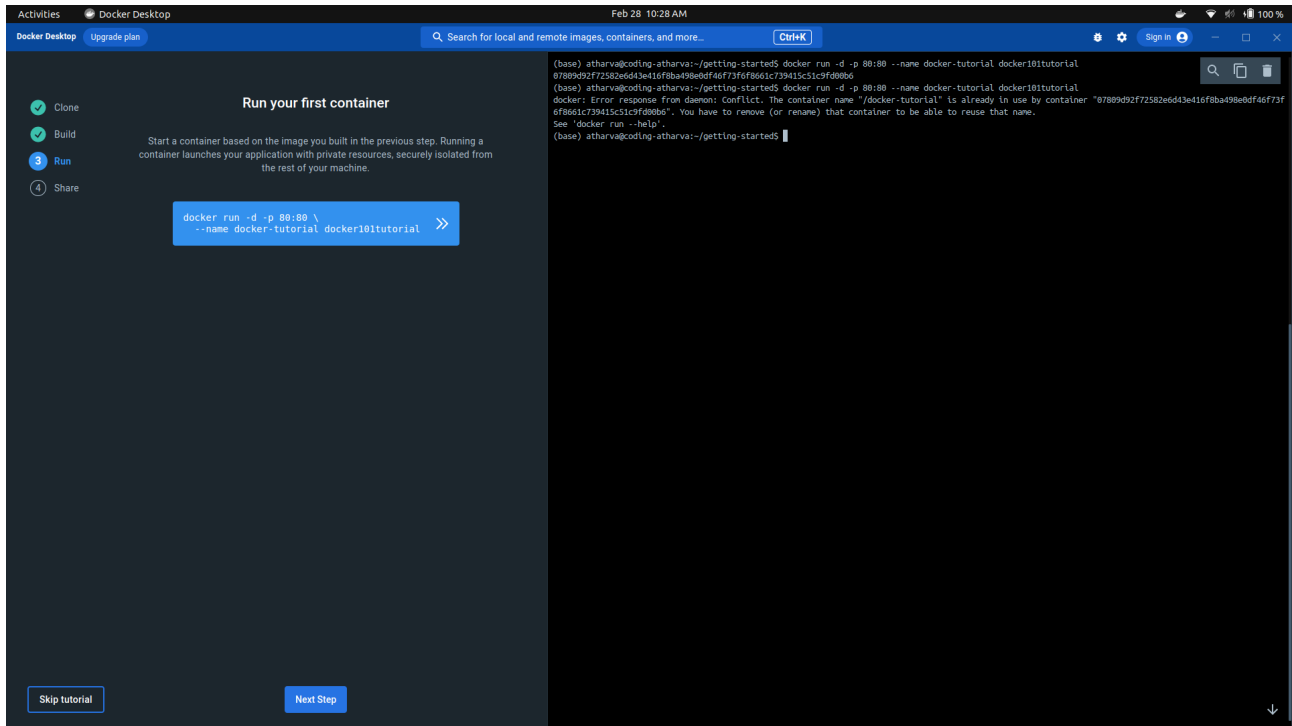 Activities Docker Desktop Feb 28 10:28 AM 100 %
Docker Desktop Upgrade plan Search for local and remote images, containers, and more... Ctrl+K Sign in
Clone
Build
3 Run
4 Share
Run your first container
Start a container based on the image you built in the previous step. Running a
container launches your application with private resources, securely isolated from
the rest of your machine.
docker run -d -p 80:80 \
--name docker-tutorial docker101tutorial
Skip tutorial
Next Step
(base) atharva@coding-atharva:~/getting-started$ docker run -d -p 80:80 --name docker-tutorial docker101tutorial
07809d92f72582e6d43e416f8ba498e0df46f73f6f8661c739415c51c9fd00b6
(base) atharva@coding-atharva:~/getting-started$ docker run -d -p 80:80 --name docker-tutorial docker101tutorial
docker: Error response from daemon: Conflict. The container name "/docker-tutorial" is already in use by container "07809d92f72582e6d43e416f8ba498e0df46f73f
6f8661c739415c51c9fd00b6". You have to remove (or rename) that container to be able to reuse that name.
See 'docker run --help'.
(base) atharva@coding-atharva:~/getting-started$